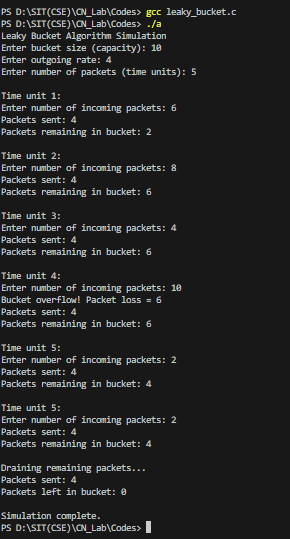 PS D:\SIT(CSE)\CN_Lab\Codes> gcc leaky_bucket.c
PS D:\SIT(CSE)\CN_Lab\Codes> ./a
Leaky Bucket Algorithm Simulation
Enter bucket size (capacity): 10
Enter outgoing rate: 4
Enter number of packets (time units): 5
Time unit 1:
Enter number of incoming packets: 6
Packets sent: 4
Packets remaining in bucket: 2
Time unit 2:
Enter number of incoming packets: 8
Packets sent: 4
Packets remaining in bucket: 6
Time unit 3:
Enter number of incoming packets: 4
Packets sent: 4
Packets remaining in bucket: 6
Time unit 4:
Enter number of incoming packets: 10
Bucket overflow! Packet loss = 6
Packets sent: 4
Packets remaining in bucket: 6
Time unit 5:
Enter number of incoming packets: 2
Packets sent: 4
Packets remaining in bucket: 4
Time unit 5:
Enter number of incoming packets: 2
Packets sent: 4
Packets remaining in bucket: 4
Draining remaining packets...
Packets sent: 4
Packets left in bucket: 0
Simulation complete.
PS D:\SIT(CSE)\CN_Lab\Codes>